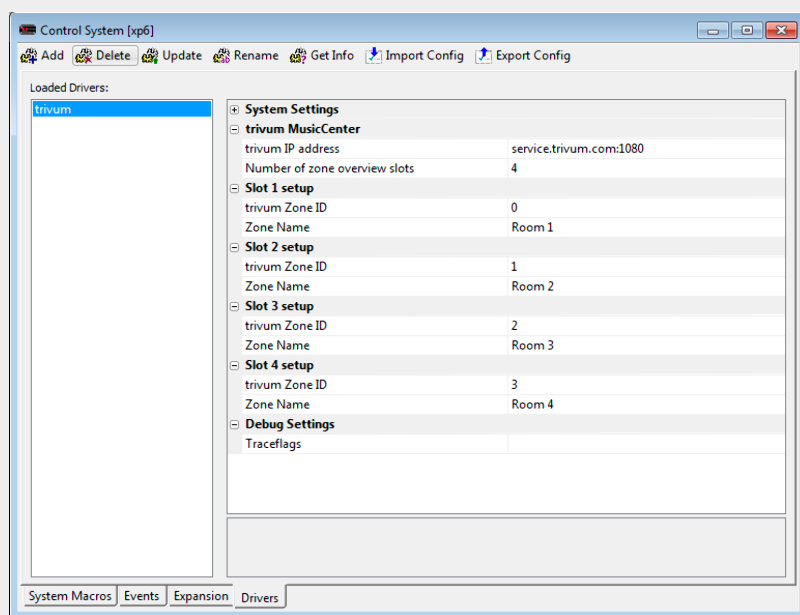 Control System [xp6]
Add Delete Update Rename Get Info Import Config Export Config
Loaded Drivers:
trivum
System Settings
trivum MusicCenter
trivum IP address service.trivum.com:1080
Number of zone overview slots 4
Slot 1 setup
trivum Zone ID 0
Zone Name Room 1
Slot 2 setup
trivum Zone ID 1
Zone Name Room 2
Slot 3 setup
trivum Zone ID 2
Zone Name Room 3
Slot 4 setup
trivum Zone ID 3
Zone Name Room 4
Debug Settings
Traceflags
System Macros Events Expansion Drivers